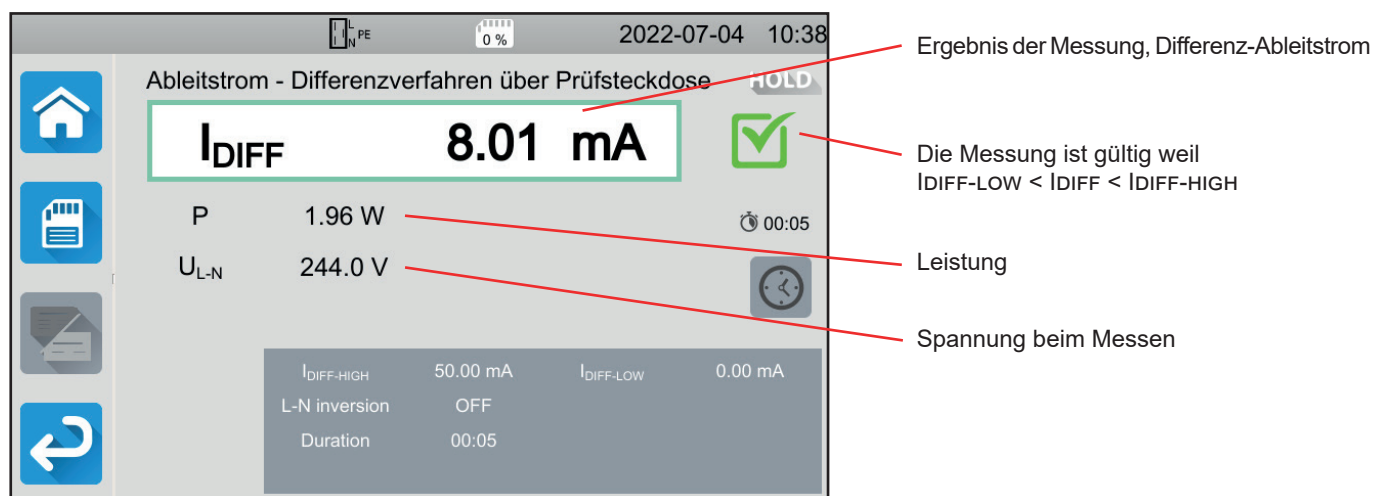 L
N PE
0 %
2022-07-04 10:38
Ableitstrom - Differenzverfahren über Prüfsteckdose HOLD
IDIFF 8.01 mA
P 1.96 W
00:05
UL-N 244.0 V
IDIFF-HIGH 50.00 mA IDIFF-LOW 0.00 mA
L-N inversion OFF
Duration 00:05
Ergebnis der Messung, Differenz-Ableitstrom
Die Messung ist gültig weil
IDIFF-LOW < IDIFF < IDIFF-HIGH
Leistung
Spannung beim Messen